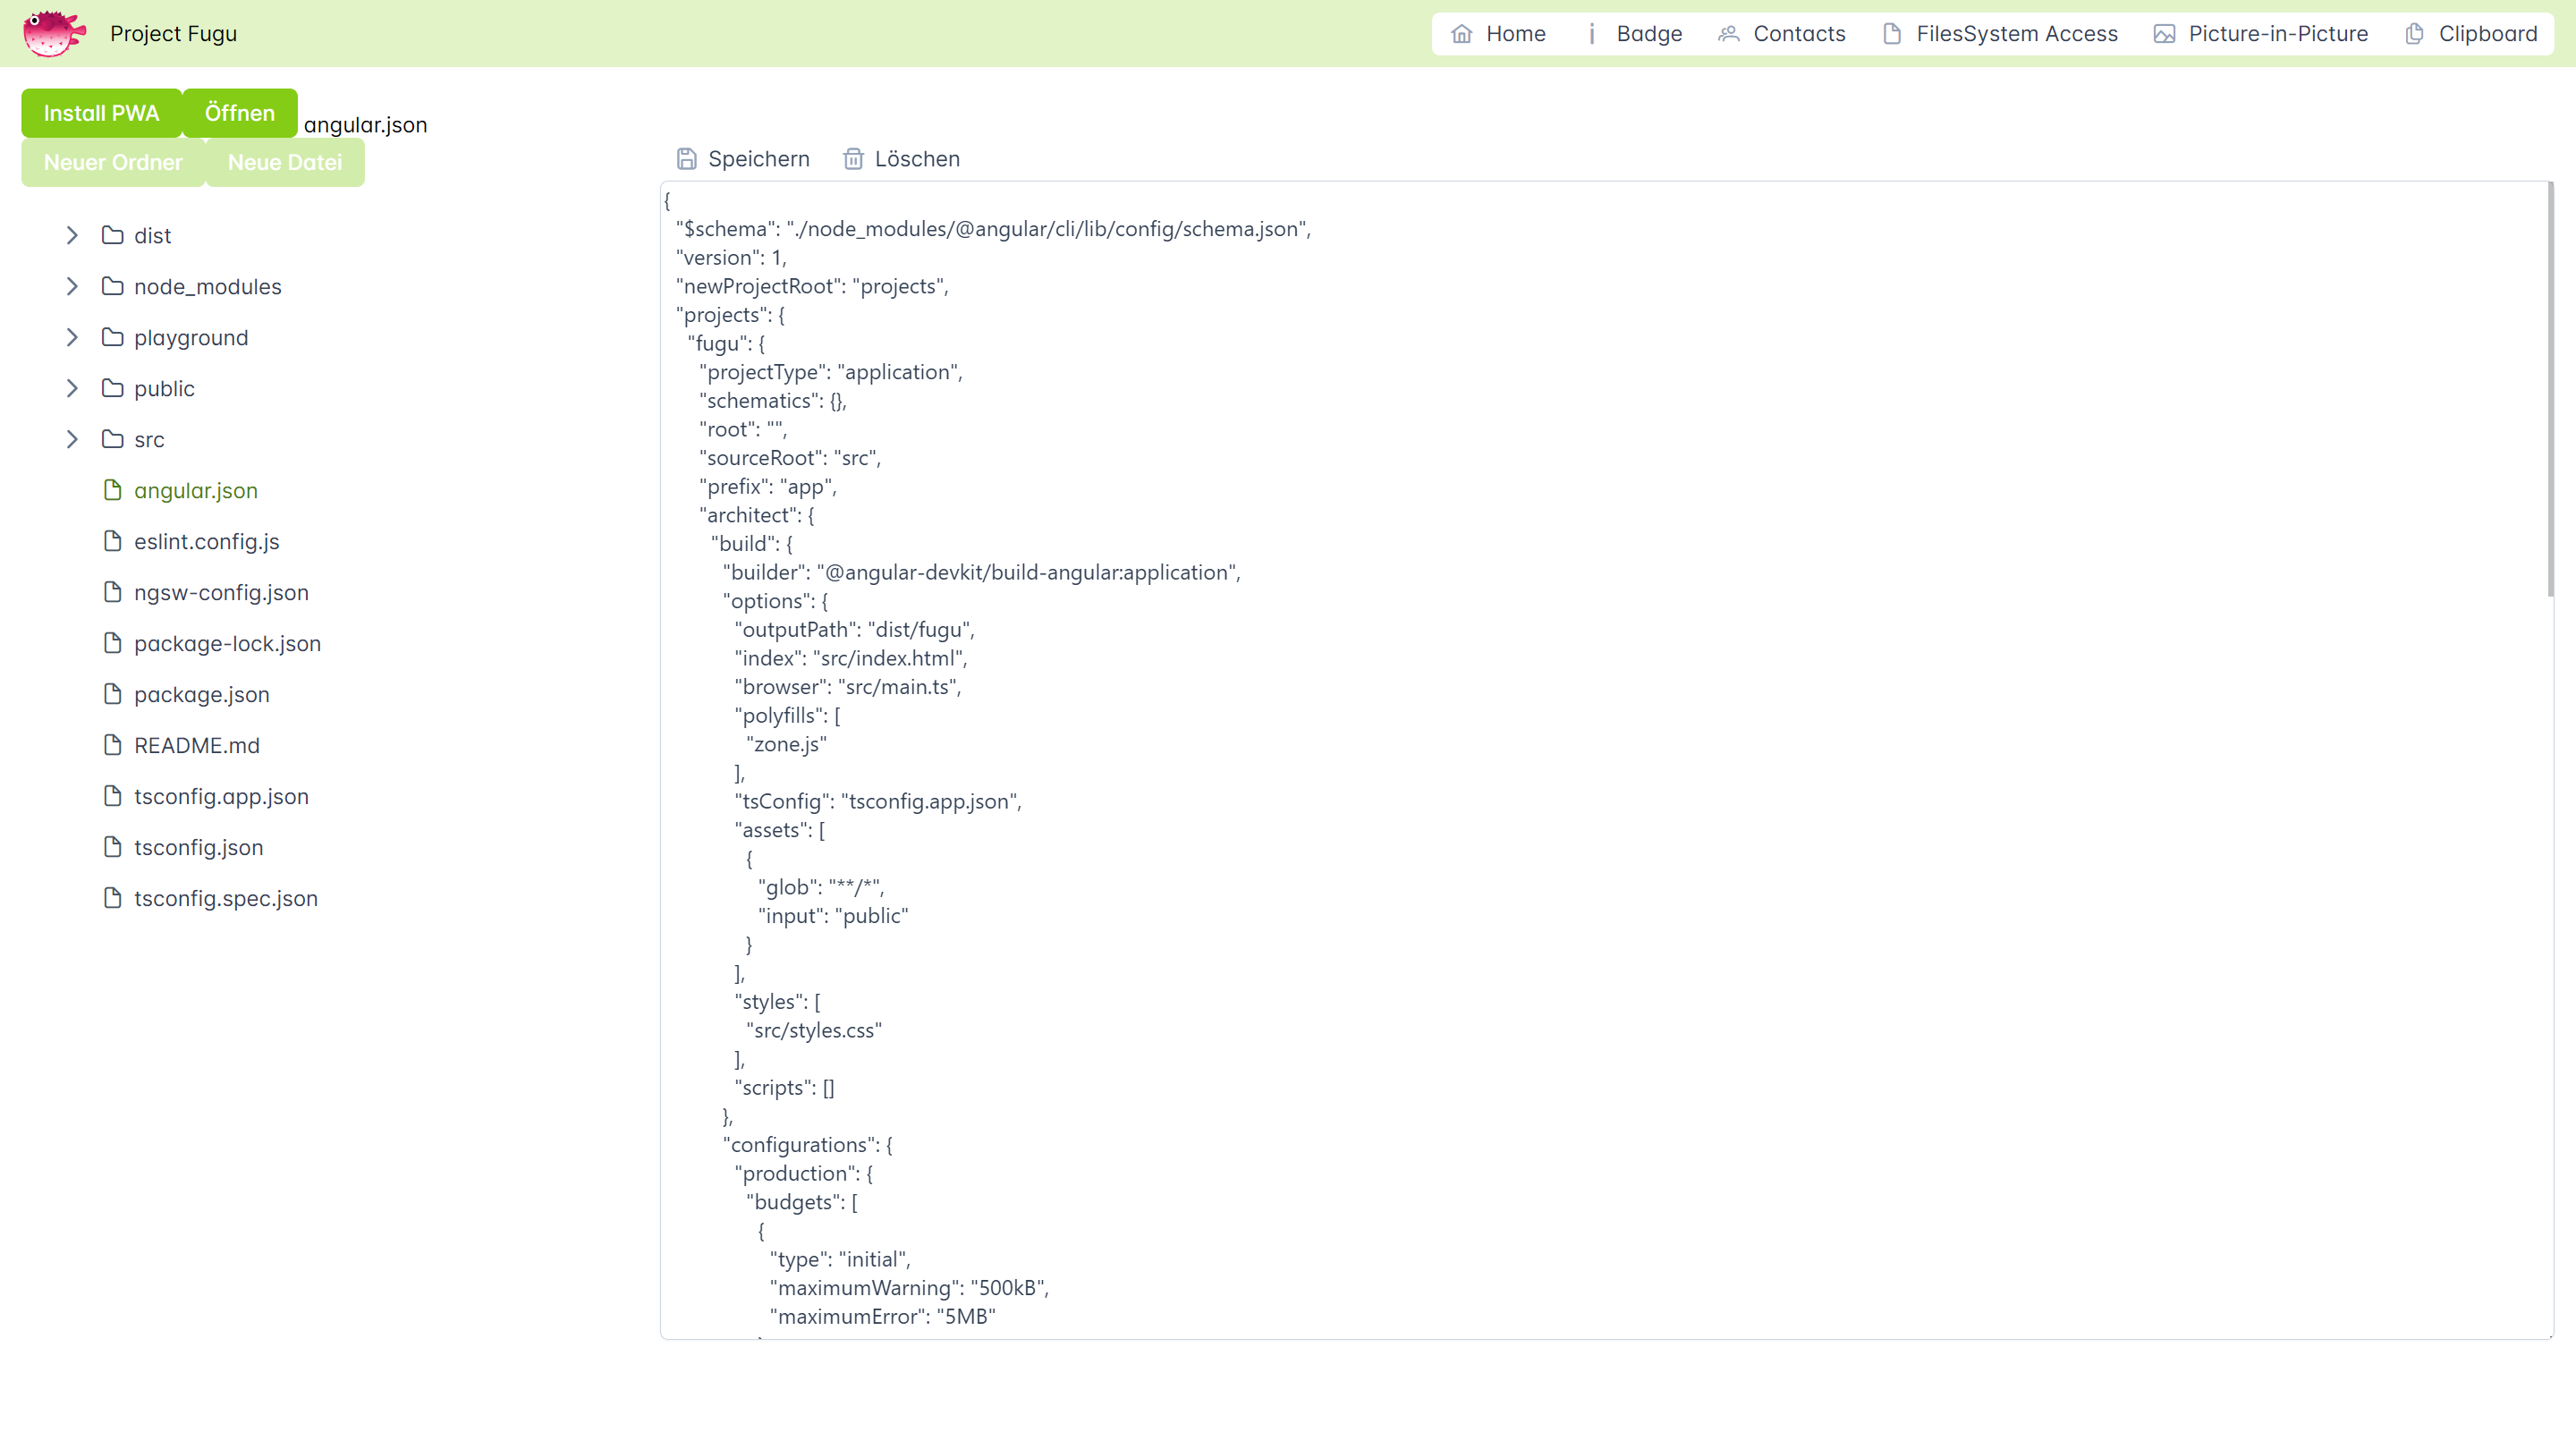 Project Fugu
Home Badge Contacts FilesSystem Access Picture-in-Picture Clipboard
Install PWA Öffnen angular.json
Neuer Ordner Neue Datei
dist
node_modules
playground
public
src
angular.json
eslint.config.js
ngsw-config.json
package-lock.json
package.json
README.md
tsconfig.app.json
tsconfig.json
tsconfig.spec.json
Speichern Löschen
{
"$schema": "./node_modules/@angular/cli/lib/config/schema.json",
"version": 1,
"newProjectRoot": "projects",
"projects": {
"fugu": {
"projectType": "application",
"schematics": {},
"root": "",
"sourceRoot": "src",
"prefix": "app",
"architect": {
"build": {
"builder": "@angular-devkit/build-angular:application",
"options": {
"outputPath": "dist/fugu",
"index": "src/index.html",
"browser": "src/main.ts",
"polyfills": [
"zone.js"
],
"tsConfig": "tsconfig.app.json",
"assets": [
{
"glob": "**/*",
"input": "public"
}
],
"styles": [
"src/styles.css"
],
"scripts": []
},
"configurations": {
"production": {
"budgets": [
{
"type": "initial",
"maximumWarning": "500kB",
"maximumError": "5MB"